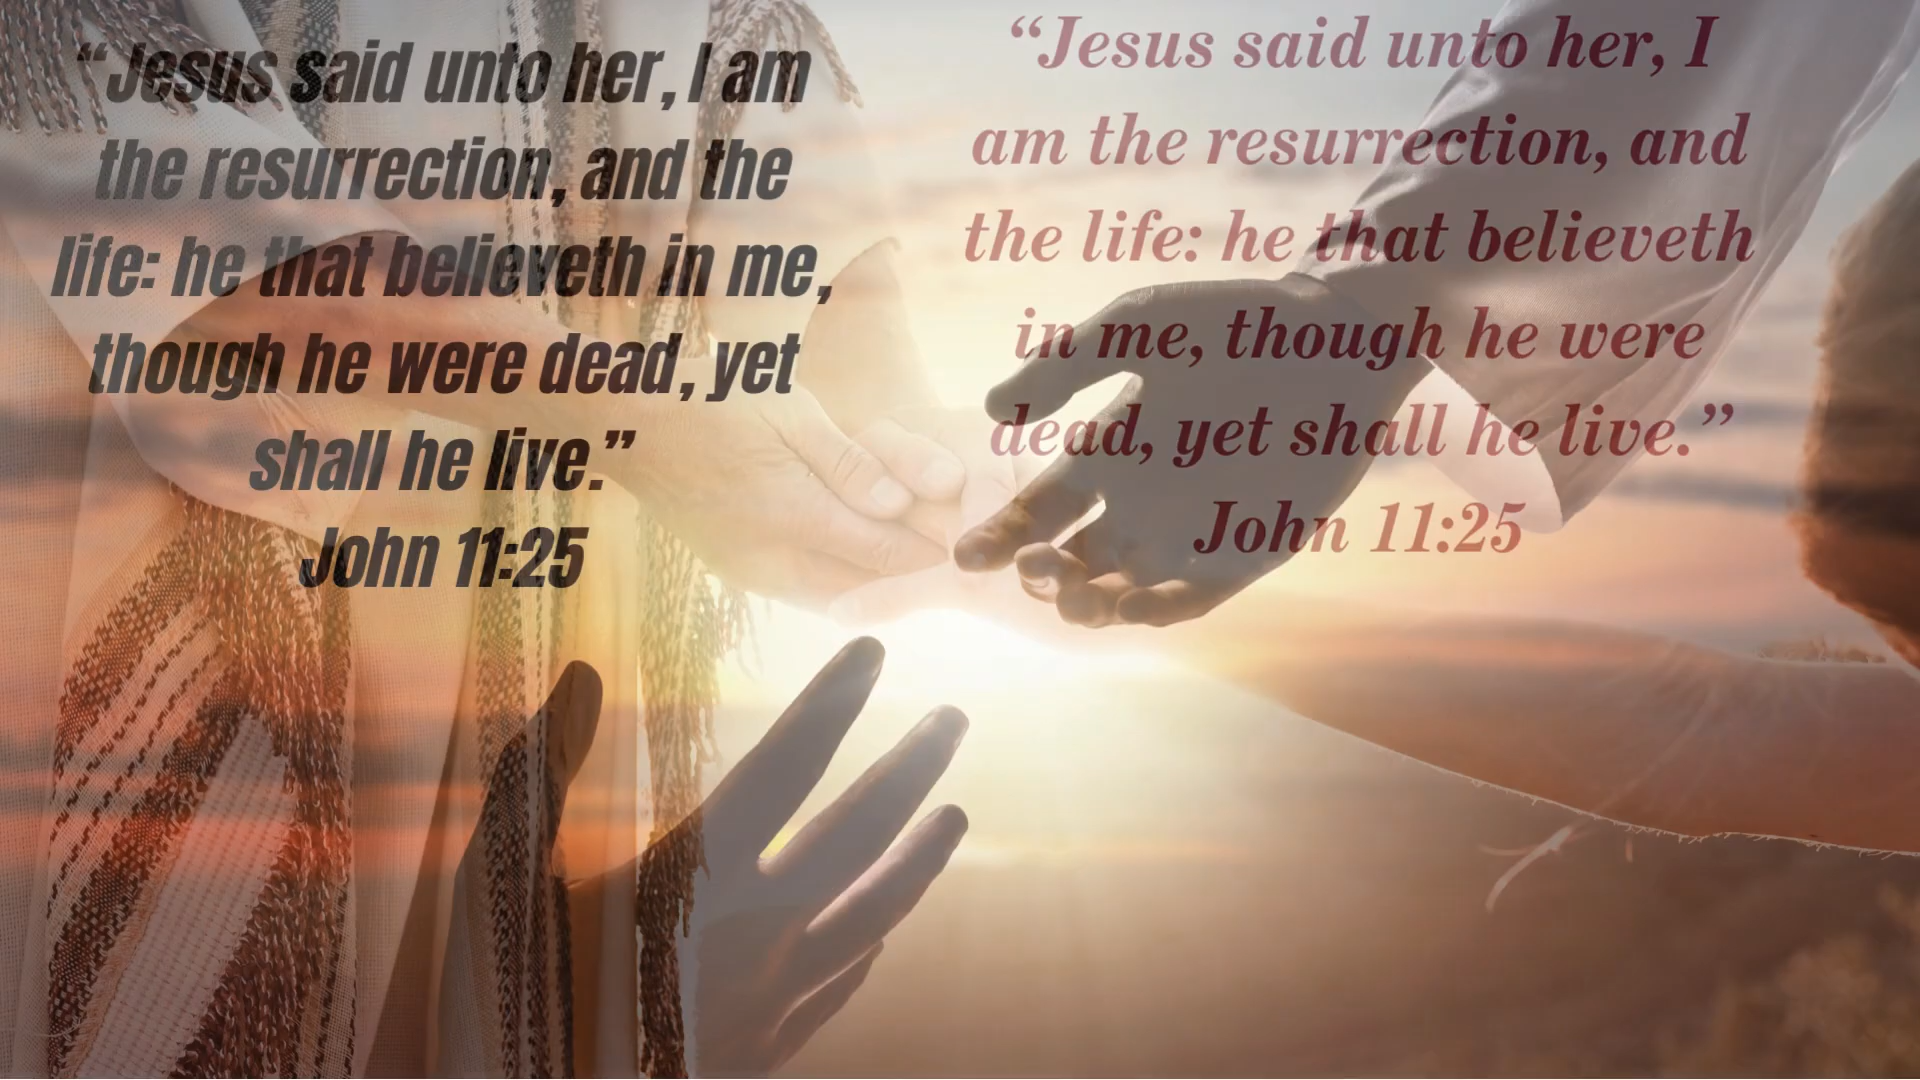 “Jesus said unto her, I am
the resurrection, and the
life: he that believeth in me,
though he were dead, yet
shall he live.”
John 11:25
“Jesus said unto her, I
am the resurrection, and
the life: he that believeth
in me, though he were
dead, yet shall he live.”
John 11:25